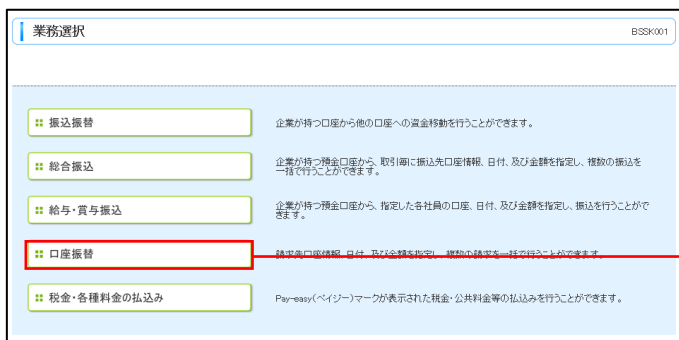 業務選択
BSSK001
振込振替
企業が持つ口座から他の口座への資金移動を行うことができます。
総合振込
企業が持つ預金口座から、取引毎に振込先口座情報、日付、及び金額を指定し、複数の振込を
一括で行うことができます。
給与・賞与振込
企業が持つ預金口座から、指定した各社員の口座、日付、及び金額を指定し、振込を行うことがで
きます。
口座振替
請求先口座情報、日付、及び金額を指定し、複数の請求を一括で行うことができます。
税金・各種料金の払込み
Pay-easy(ペイジー)マークが表示された税金・公共料金等の払込みを行うことができます。